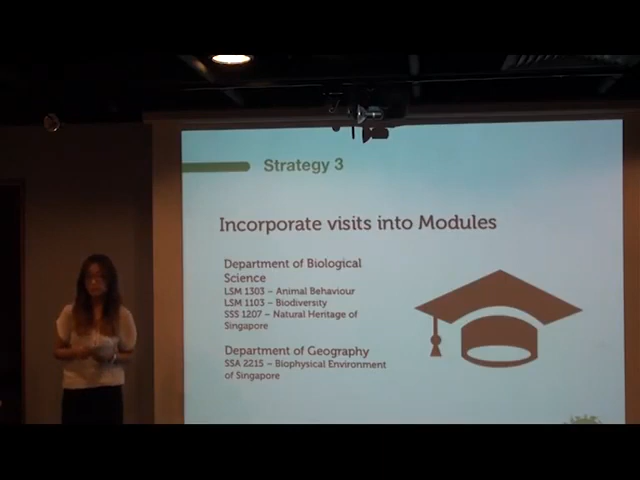 Strategy 3
Incorporate visits into Modules
Department of Biological
Science
LSM 1303 – Animal Behaviour
LSM 1103 – Biodiversity
SSS 1207 – Natural Heritage of
Singapore
Department of Geography
SSA 2215 – Biophysical Environment
of Singapore